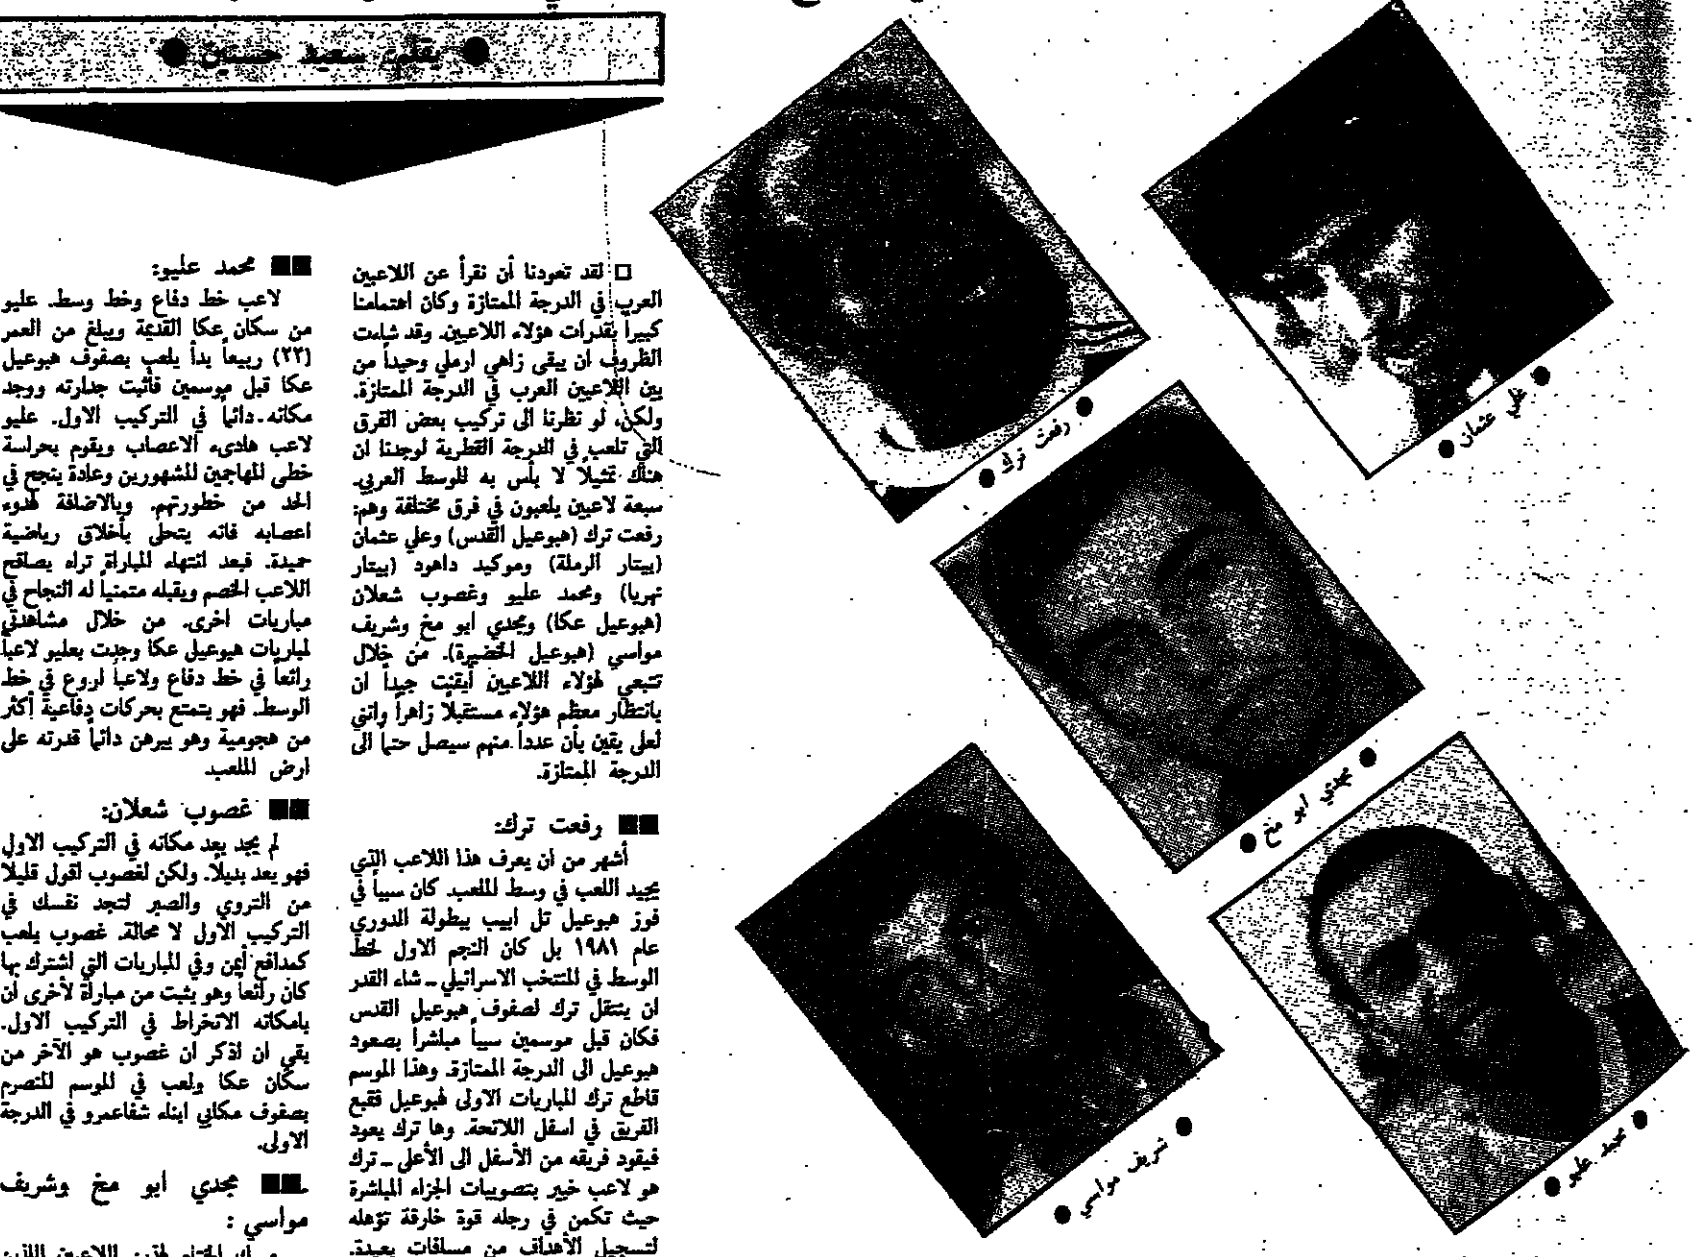 ● بقلم: سعيد حسنين ●
□ لقد تعودنا أن نقرأ عن اللاعبين
العرب في الدرجة الممتازة وكان اهتمامنا
كبيراً بقدرات هؤلاء اللاعبين. وقد شاءت
الظروف ان يبقى زاهي ارملي وحيداً من
بين اللاعبين العرب في الدرجة الممتازة.
ولكن، لو نظرنا الى تركيب بعض الفرق
التي تلعب في الدرجة القطرية لوجدنا ان
هناك تمثيلاً لا بأس به للوسط العربي.
سبعة لاعبين يلعبون في فرق مختلفة وهم:
رفعت ترك (هبوعيل القدس) وعلي عثمان
(بيتار الرملة) وموكيد داهود (بيتار
نهريا) ومحمد عليو وغصوب شعلان
(هبوعيل عكا) ومجدي ابو مخ وشريف
مواسي (هبوعيل الخضيرة). من خلال
تتبعي لهؤلاء اللاعبين أيقنت جيداً ان
بانتظار معظم هؤلاء مستقبلا زاهراً وانني
لعلى يقين بأن عدداً منهم سيصل حتما الى
الدرجة الممتازة.
■■ رفعت ترك:
أشهر من ان يعرف هذا اللاعب الذي
يجيد اللعب في وسط الملعب. كان سبباً في
فوز هبوعيل تل ابيب ببطولة الدوري
عام ١٩٨١ بل كان النجم الاول لخط
الوسط في المنتخب الاسرائيلي ــ شاء القدر
ان ينتقل ترك لصفوف هبوعيل القدس
فكان قبل موسمين سبباً مباشراً بصعود
هبوعيل الى الدرجة الممتازة. وهذا الموسم
قاطع ترك المباريات الاولى لهبوعيل فقبع
الفريق في اسفل اللائحة. وها ترك يعود
فيقود فريقه من الأسفل الى الأعلى ــ ترك
هو لاعب خبير بتصويبات الجزاء المباشرة
حيث تكمن في رجله قوة خارقة تؤهله
لتسجيل الأهداف من مسافات بعيدة.
■■ محمد عليو:
لاعب خط دفاع وخط وسط. عليو
من سكان عكا القديمة ويبلغ من العمر
(٢٢) ربيعاً بدأ يلعب بصفوف هبوعيل
عكا قبل موسمين فأثبت جدارته ووجد
مكانه دائماً في التركيب الاول. عليو
لاعب هادىء الاعصاب ويقوم بحراسة
خطى المهاجمين المشهورين وعادة ينجح في
الحد من خطورتهم. وبالاضافة لهدوء
اعصابه فانه يتحلى بأخلاق رياضية
حميدة. فبعد انتهاء المباراة تراه يصافح
اللاعب الخصم ويقبله متمنياً له النجاح في
مباريات اخرى. من خلال مشاهدتي
لمباريات هبوعيل عكا وجدت بعليو لاعباً
رائعاً في خط دفاع ولاعباً اروع في خط
الوسط. فهو يتمتع بحركات دفاعية أكثر
من هجومية وهو يبرهن دائما قدرته على
ارض الملعب.
■■ غصوب شعلان:
لم يجد بعد مكانه في التركيب الاول
فهو يعد بديلاً. ولكن لغصوب اقول قليلاً
من التروي والصبر لتجد نفسك في
التركيب الاول لا محالة. غصوب يلعب
كمدافع أيمن وفي المباريات التي اشترك بها
كان رائعاً وهو يثبت من مباراة لأخرى ان
بامكانه الانخراط في التركيب الاول.
بقي ان اذكر ان غصوب هو الآخر من
سكان عكا ولعب في الموسم المنصرم
بصفوف مكابي ابناء شفاعمرو في الدرجة
الاولى.
■■ مجدي ابو مخ وشريف
مواسي :
اللاعبين اللذين
● علي عثمان ●
● رفعت ترك ●
● مجدي ابو مخ ●
● محمد عليو ●
● شريف مواسي ●